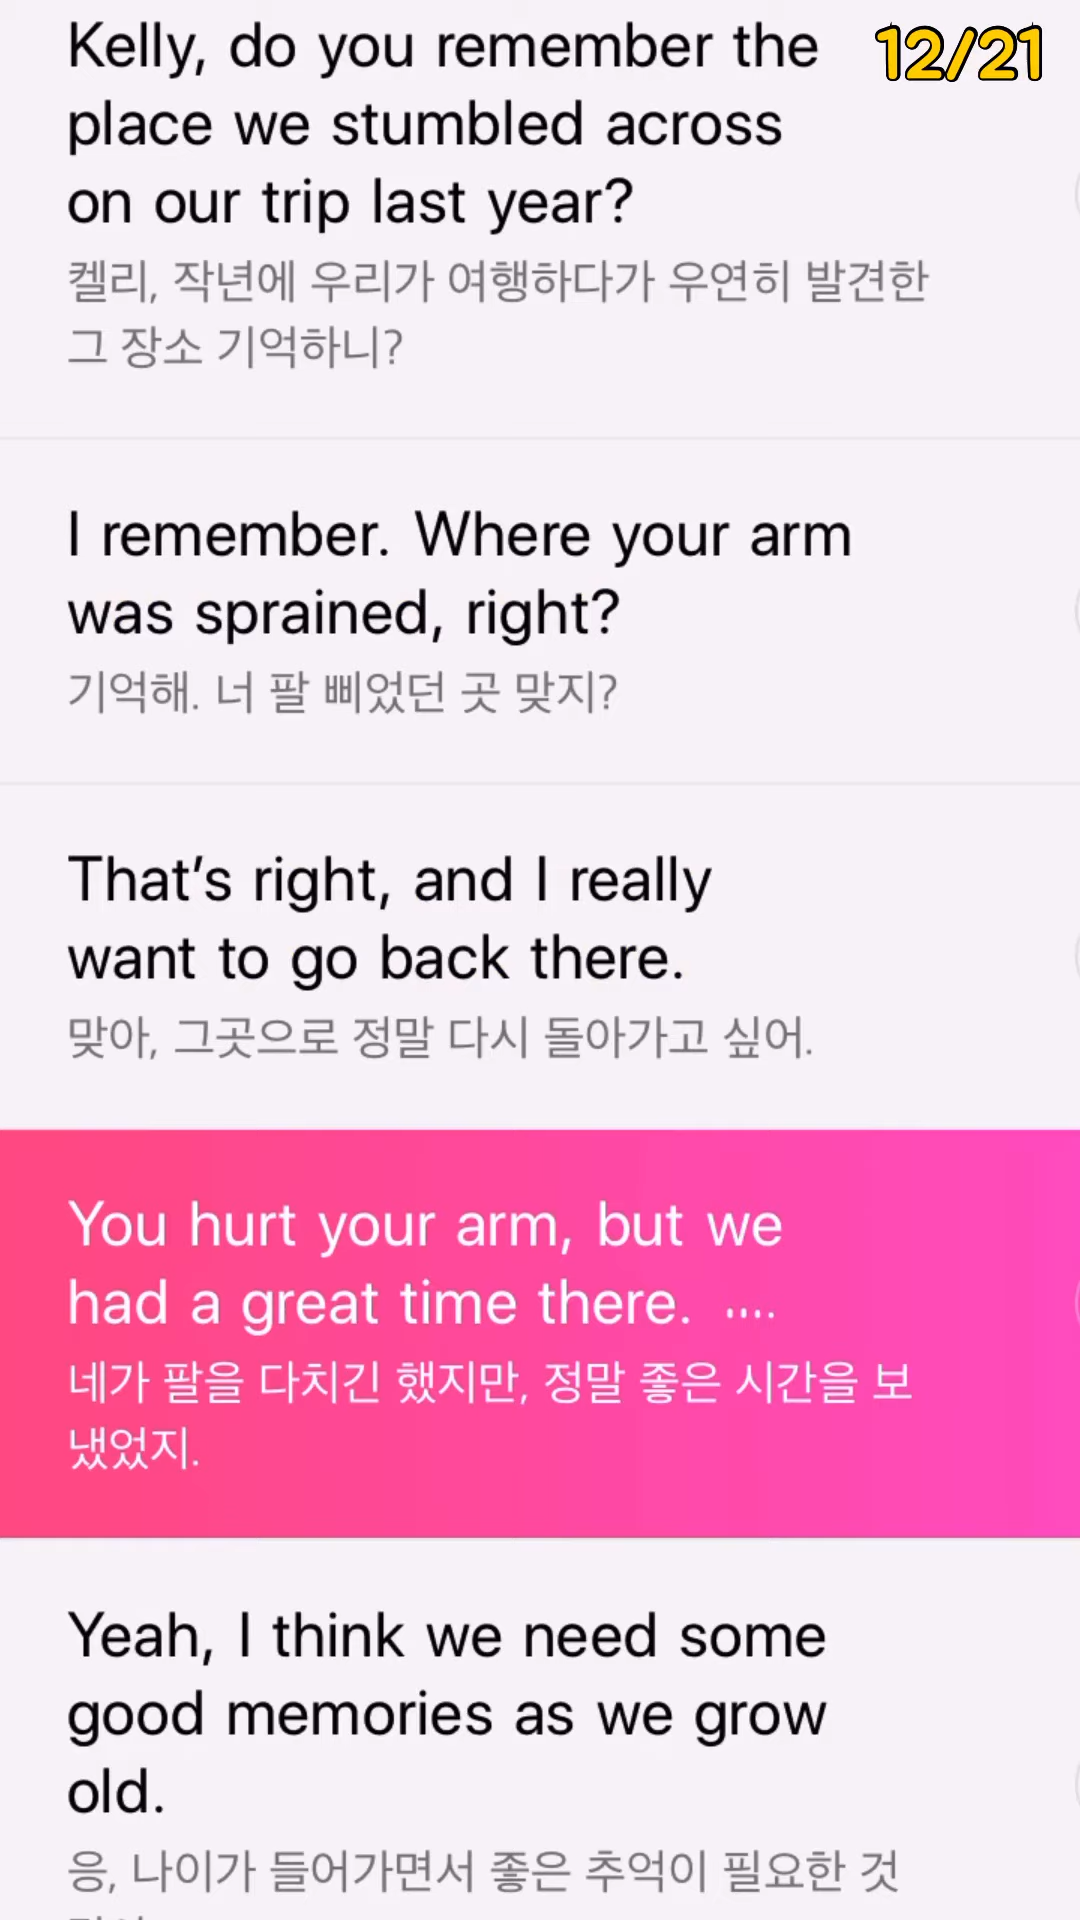 Kelly, do you remember the
12/21
place we stumbled across
on our trip last year?
켈리, 작년에 우리가 여행하다가 우연히 발견한
그 장소 기억하니?
I remember. Where your arm
was sprained, right?
기억해. 너 팔 삐었던 곳 맞지?
That’s right, and I really
want to go back there.
맞아, 그곳으로 정말 다시 돌아가고 싶어.
You hurt your arm, but we
had a great time there. ....
네가 팔을 다치긴 했지만, 정말 좋은 시간을 보
냈었지.
Yeah, I think we need some
good memories as we grow
old.
응, 나이가 들어가면서 좋은 추억이 필요한 것